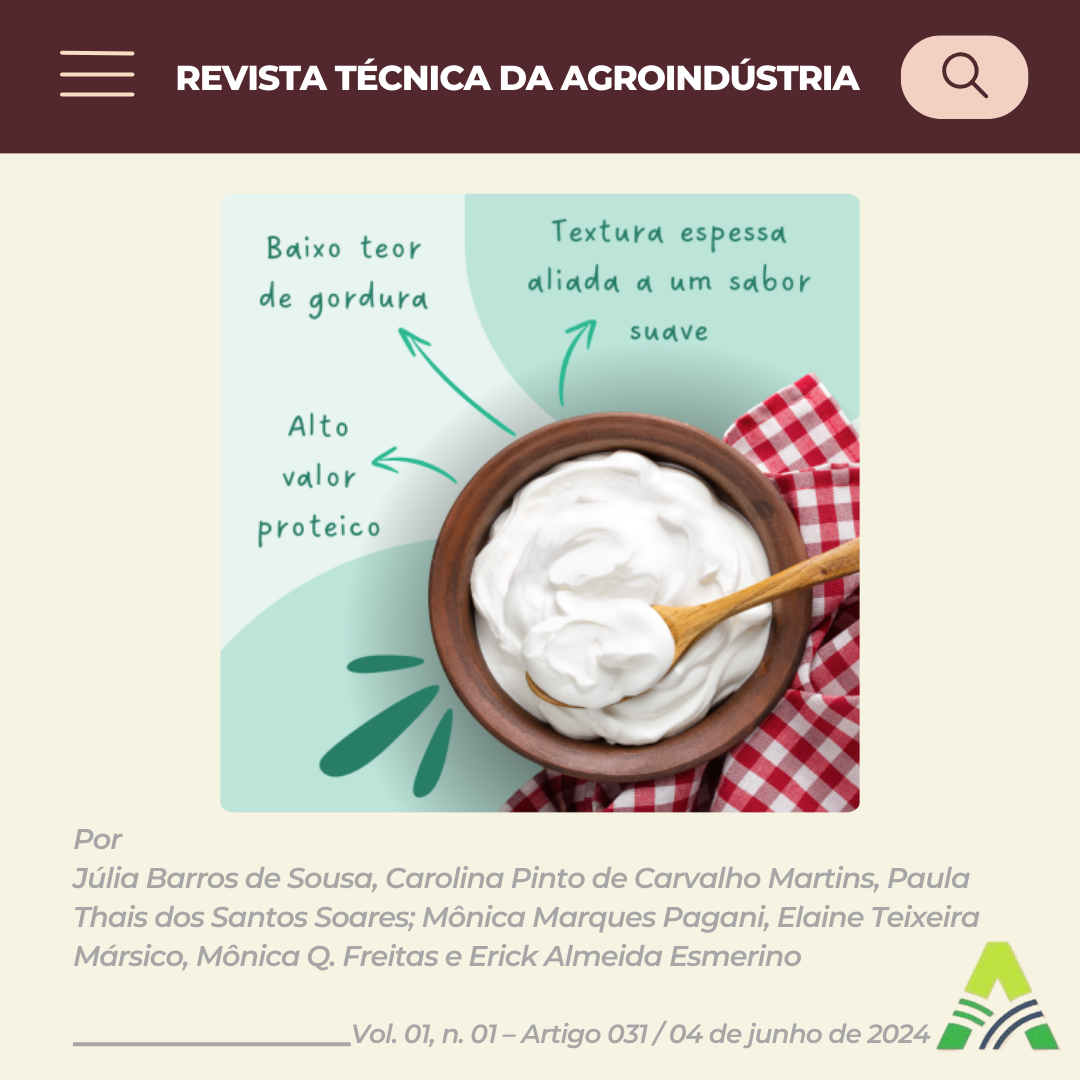 REVISTA TÉCNICA DA AGROINDÚSTRIA
Baixo teor
de gordura
Textura espessa
aliada a um sabor
suave
Alto
valor
proteico
Por
Júlia Barros de Sousa, Carolina Pinto de Carvalho Martins, Paula
Thais dos Santos Soares; Mônica Marques Pagani, Elaine Teixeira
Mársico, Mônica Q. Freitas e Erick Almeida Esmerino
Vol. 01, n. 01 – Artigo 031 / 04 de junho de 2024